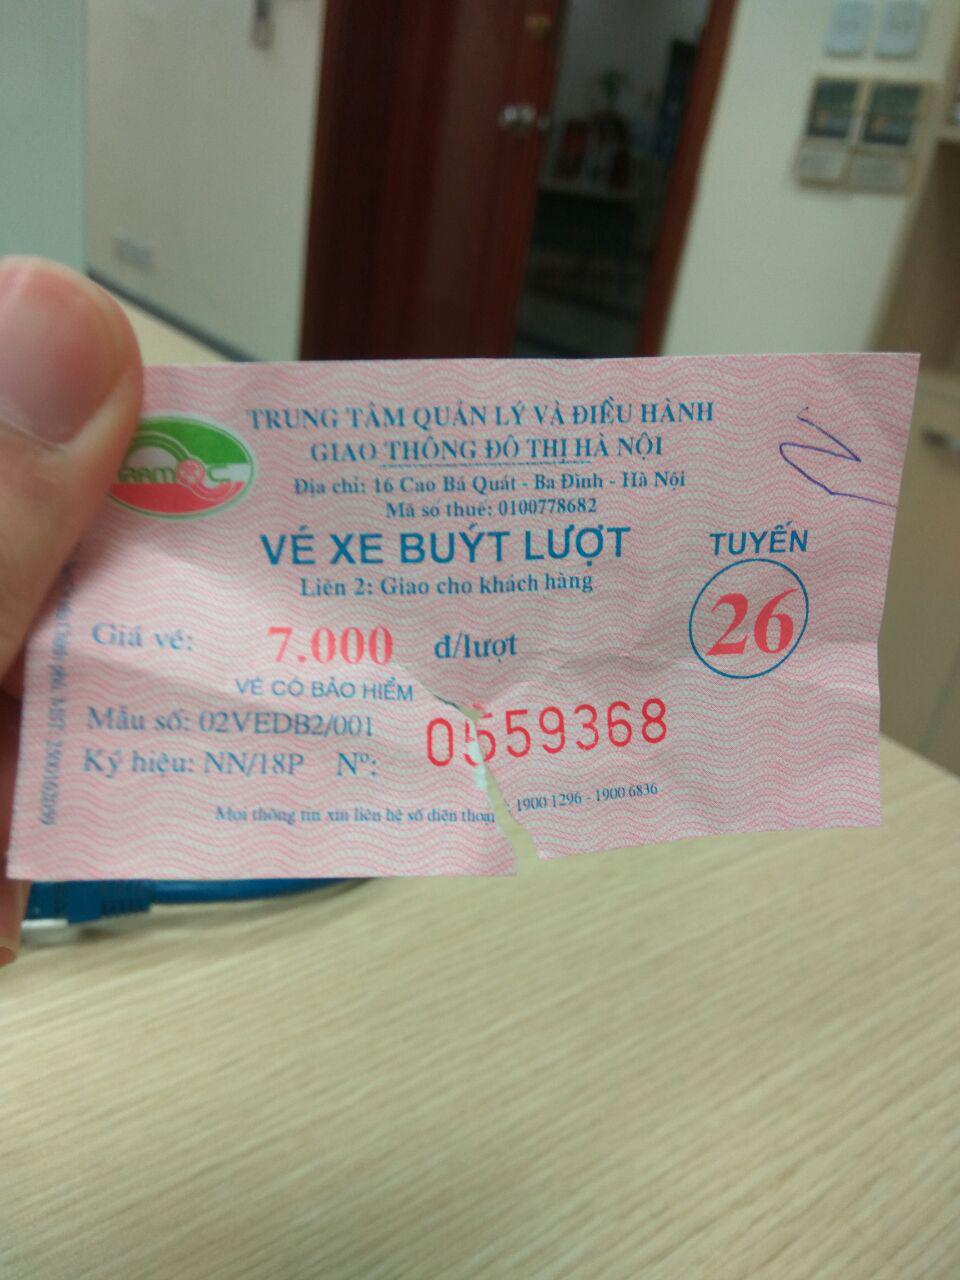 TRUNG TÂM QUẢN LÝ VÀ ĐIỀU HÀNH
GIAO THÔNG ĐÔ THỊ HÀ NỘI
Địa chỉ: 16 Cao Bá Quát - Ba Đình - Hà Nội
Mã số thuế: 0100778682
VÉ XE BUÝT LƯỢT
Liên 2: Giao cho khách hàng
TUYẾN
26
Giá vé: 7.000 đ/lượt
VÉ CÓ BẢO HIỂM
Mẫu số: 02VEDB2/001
Ký hiệu: NN/18P Nº: 0559368
Mọi thông tin xin liên hệ số điện thoại - 1900 1296 - 1900 6836